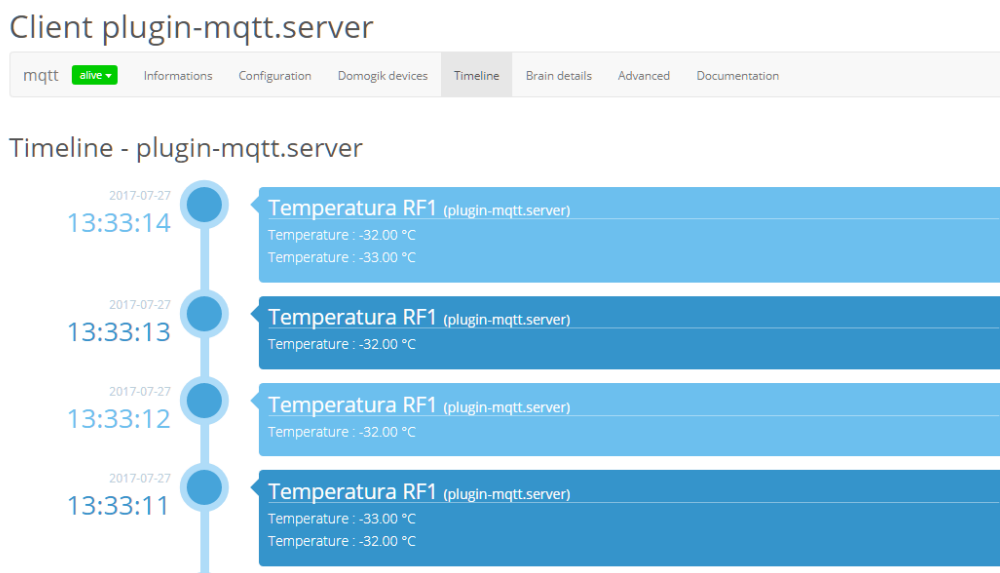 Client plugin-mqtt.server
mqtt alive Informations Configuration Domogik devices Timeline Brain details Advanced Documentation
Timeline - plugin-mqtt.server
2017-07-27
13:33:14
Temperatura RF1 (plugin-mqtt.server)
Temperature : -32.00 °C
Temperature : -33.00 °C
2017-07-27
13:33:13
Temperatura RF1 (plugin-mqtt.server)
Temperature : -32.00 °C
2017-07-27
13:33:12
Temperatura RF1 (plugin-mqtt.server)
Temperature : -32.00 °C
2017-07-27
13:33:11
Temperatura RF1 (plugin-mqtt.server)
Temperature : -33.00 °C
Temperature : -32.00 °C